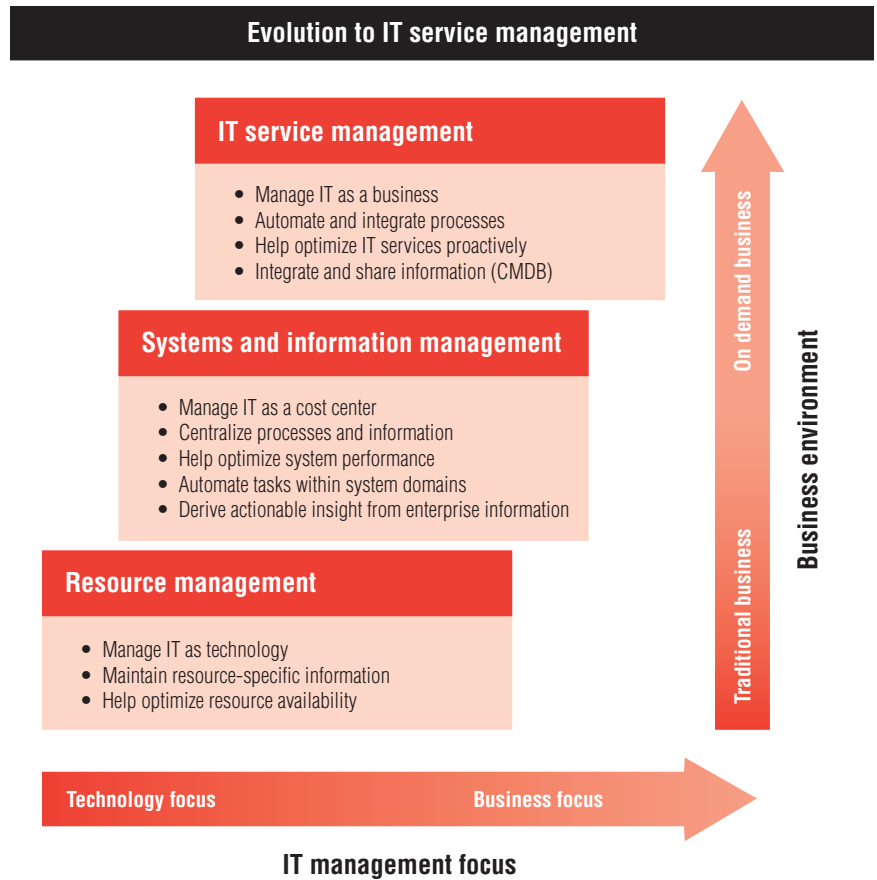 Evolution to IT service management
IT service management
• Manage IT as a business
• Automate and integrate processes
• Help optimize IT services proactively
• Integrate and share information (CMDB)
Systems and information management
• Manage IT as a cost center
• Centralize processes and information
• Help optimize system performance
• Automate tasks within system domains
• Derive actionable insight from enterprise information
Resource management
• Manage IT as technology
• Maintain resource-specific information
• Help optimize resource availability
On demand business
Traditional business
Business environment
Technology focus
Business focus
IT management focus